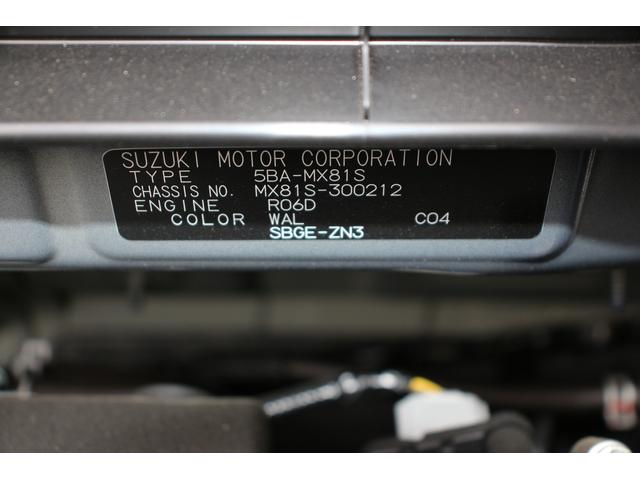 SUZUKI MOTOR CORPORATION
TYPE 5BA-MX81S
CHASSIS NO. MX81S-300212
ENGINE R06D
COLOR WAL C04
SBGE-ZN3